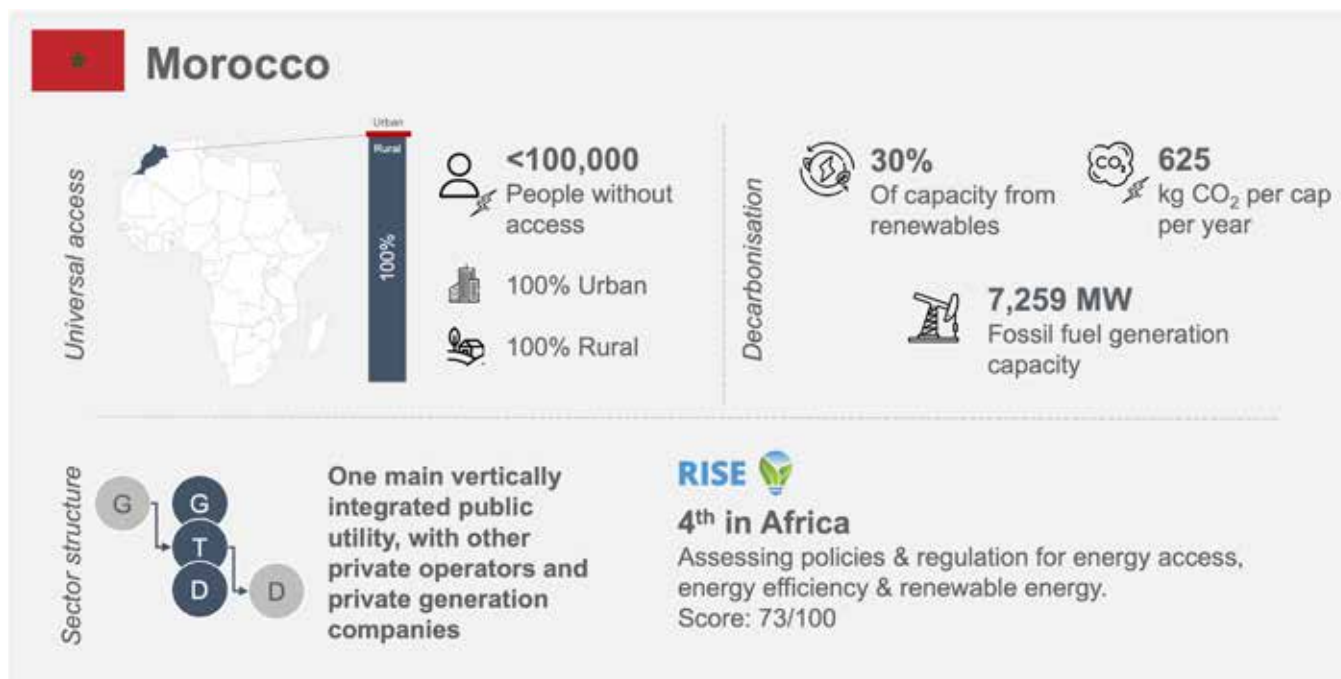 Morocco
Universal access
Urban
Rural
100%
<100,000
People without
access
100% Urban
100% Rural
Decarbonisation
30%
Of capacity from
renewables
CO₂
625
kg CO₂ per cap
per year
7,259 MW
Fossil fuel generation
capacity
Sector structure
G
G
T
D
D
One main vertically
integrated public
utility, with other
private operators and
private generation
companies
RISE
4th in Africa
Assessing policies & regulation for energy access,
energy efficiency & renewable energy.
Score: 73/100